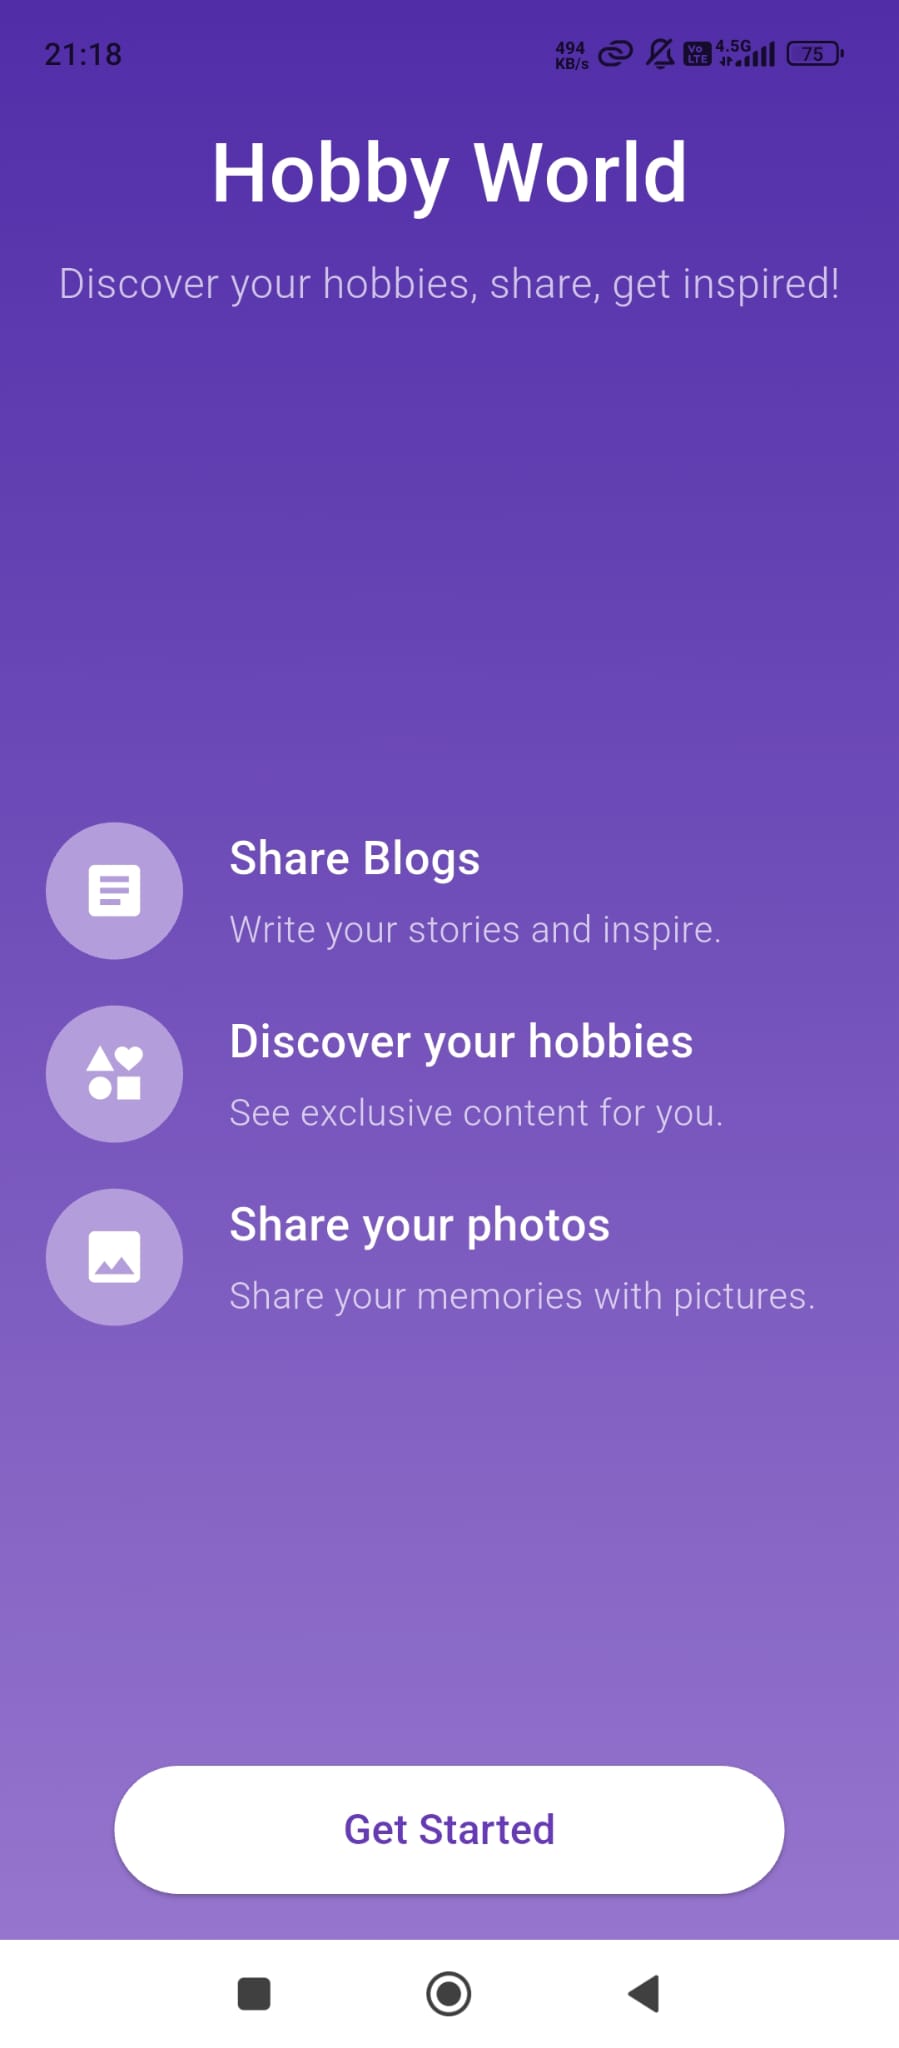 21:18
494
KB/s
Vo
LTE
4.5G
75
Hobby World
Discover your hobbies, share, get inspired!
Share Blogs
Write your stories and inspire.
Discover your hobbies
See exclusive content for you.
Share your photos
Share your memories with pictures.
Get Started